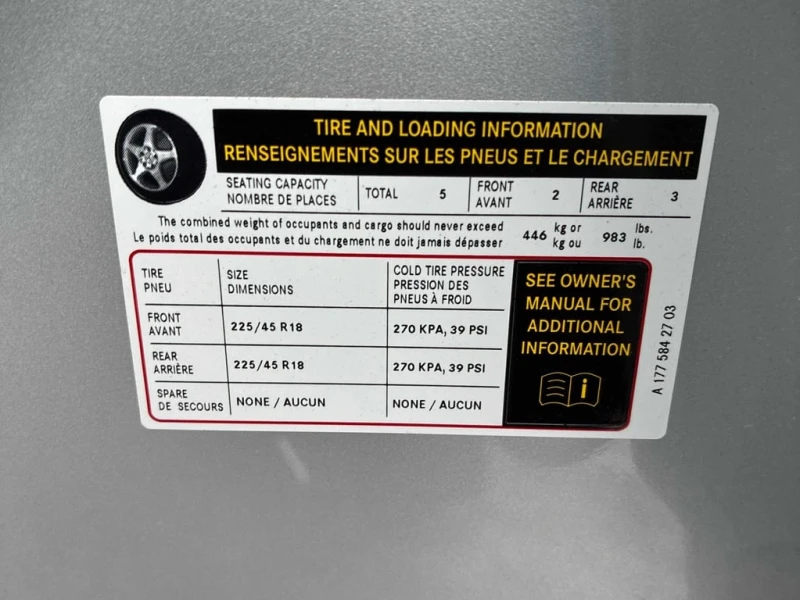 TIRE AND LOADING INFORMATION
RENSEIGNEMENTS SUR LES PNEUS ET LE CHARGEMENT
SEATING CAPACITY
NOMBRE DE PLACES
TOTAL 5
FRONT
AVANT
2
REAR
ARRIÈRE
3
The combined weight of occupants and cargo should never exceed
Le poids total des occupants et du chargement ne doit jamais dépasser
446
kg or
kg ou
983
lbs.
lb.
TIRE
PNEU
SIZE
DIMENSIONS
COLD TIRE PRESSURE
PRESSION DES
PNEUS À FROID
FRONT
AVANT
225/45 R18
270 KPA, 39 PSI
REAR
ARRIÈRE
225/45 R18
270 KPA, 39 PSI
SPARE
DE SECOURS
NONE / AUCUN
NONE / AUCUN
SEE OWNER'S
MANUAL FOR
ADDITIONAL
INFORMATION
i
A 177 584 27 03